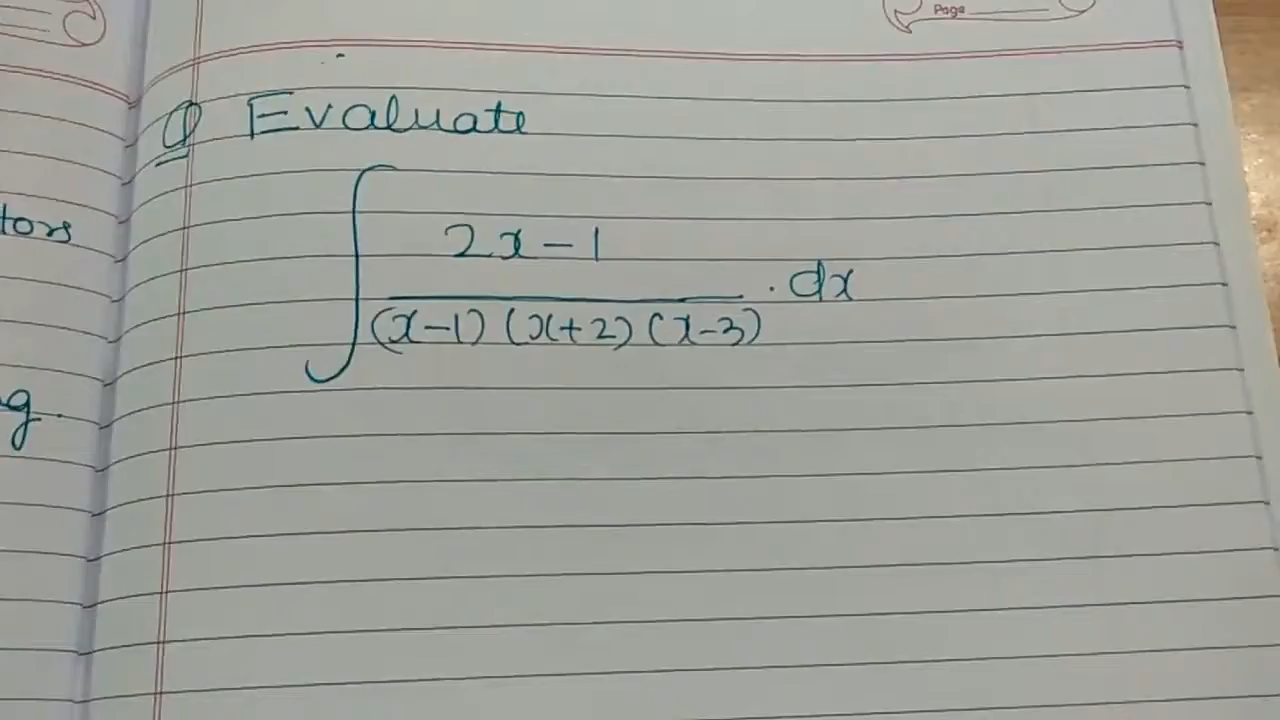 Page
Q Evaluate
∫ 2x-1 / (x-1) (x+2) (x-3) . dx
tors
g.